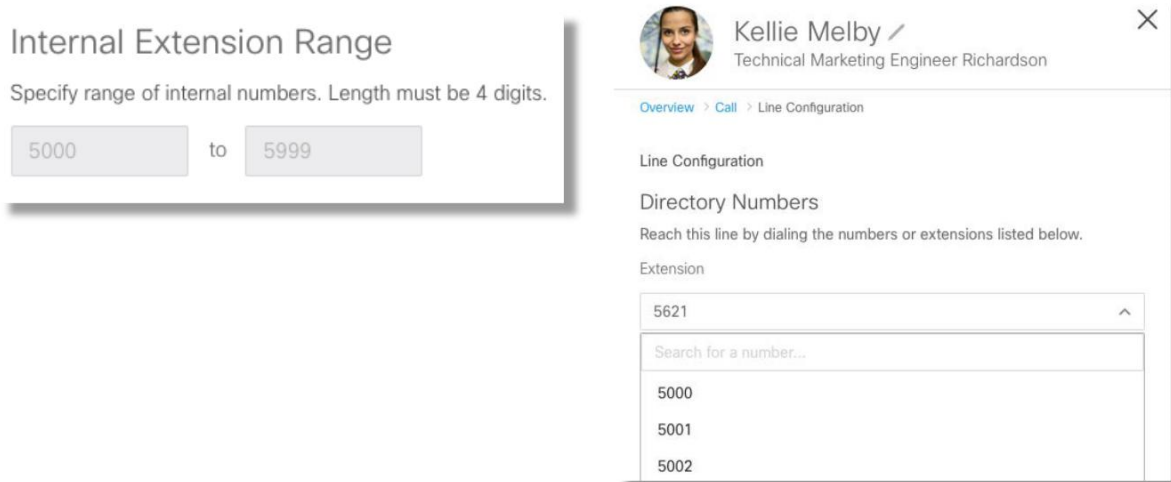 Internal Extension Range
Specify range of internal numbers. Length must be 4 digits.
5000 to 5999
Kellie Melby
Technical Marketing Engineer Richardson
Overview > Call > Line Configuration
Line Configuration
Directory Numbers
Reach this line by dialing the numbers or extensions listed below.
Extension
5621
Search for a number...
5000
5001
5002